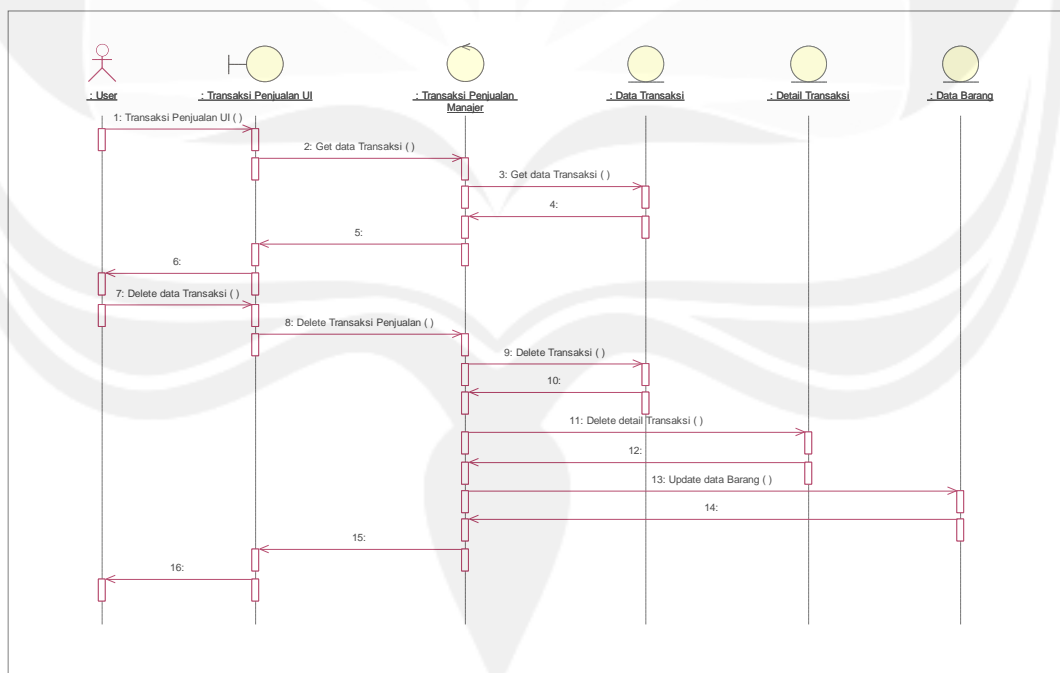 : User
: Transaksi Penjualan UI
: Transaksi Penjualan
Manajer
: Data Transaksi
: Detail Transaksi
: Data Barang
1: Transaksi Penjualan UI ( )
2: Get data Transaksi ( )
3: Get data Transaksi ( )
4:
5:
6:
7: Delete data Transaksi ( )
8: Delete Transaksi Penjualan ( )
9: Delete Transaksi ( )
10:
11: Delete detail Transaksi ( )
12:
13: Update data Barang ( )
14:
15:
16: